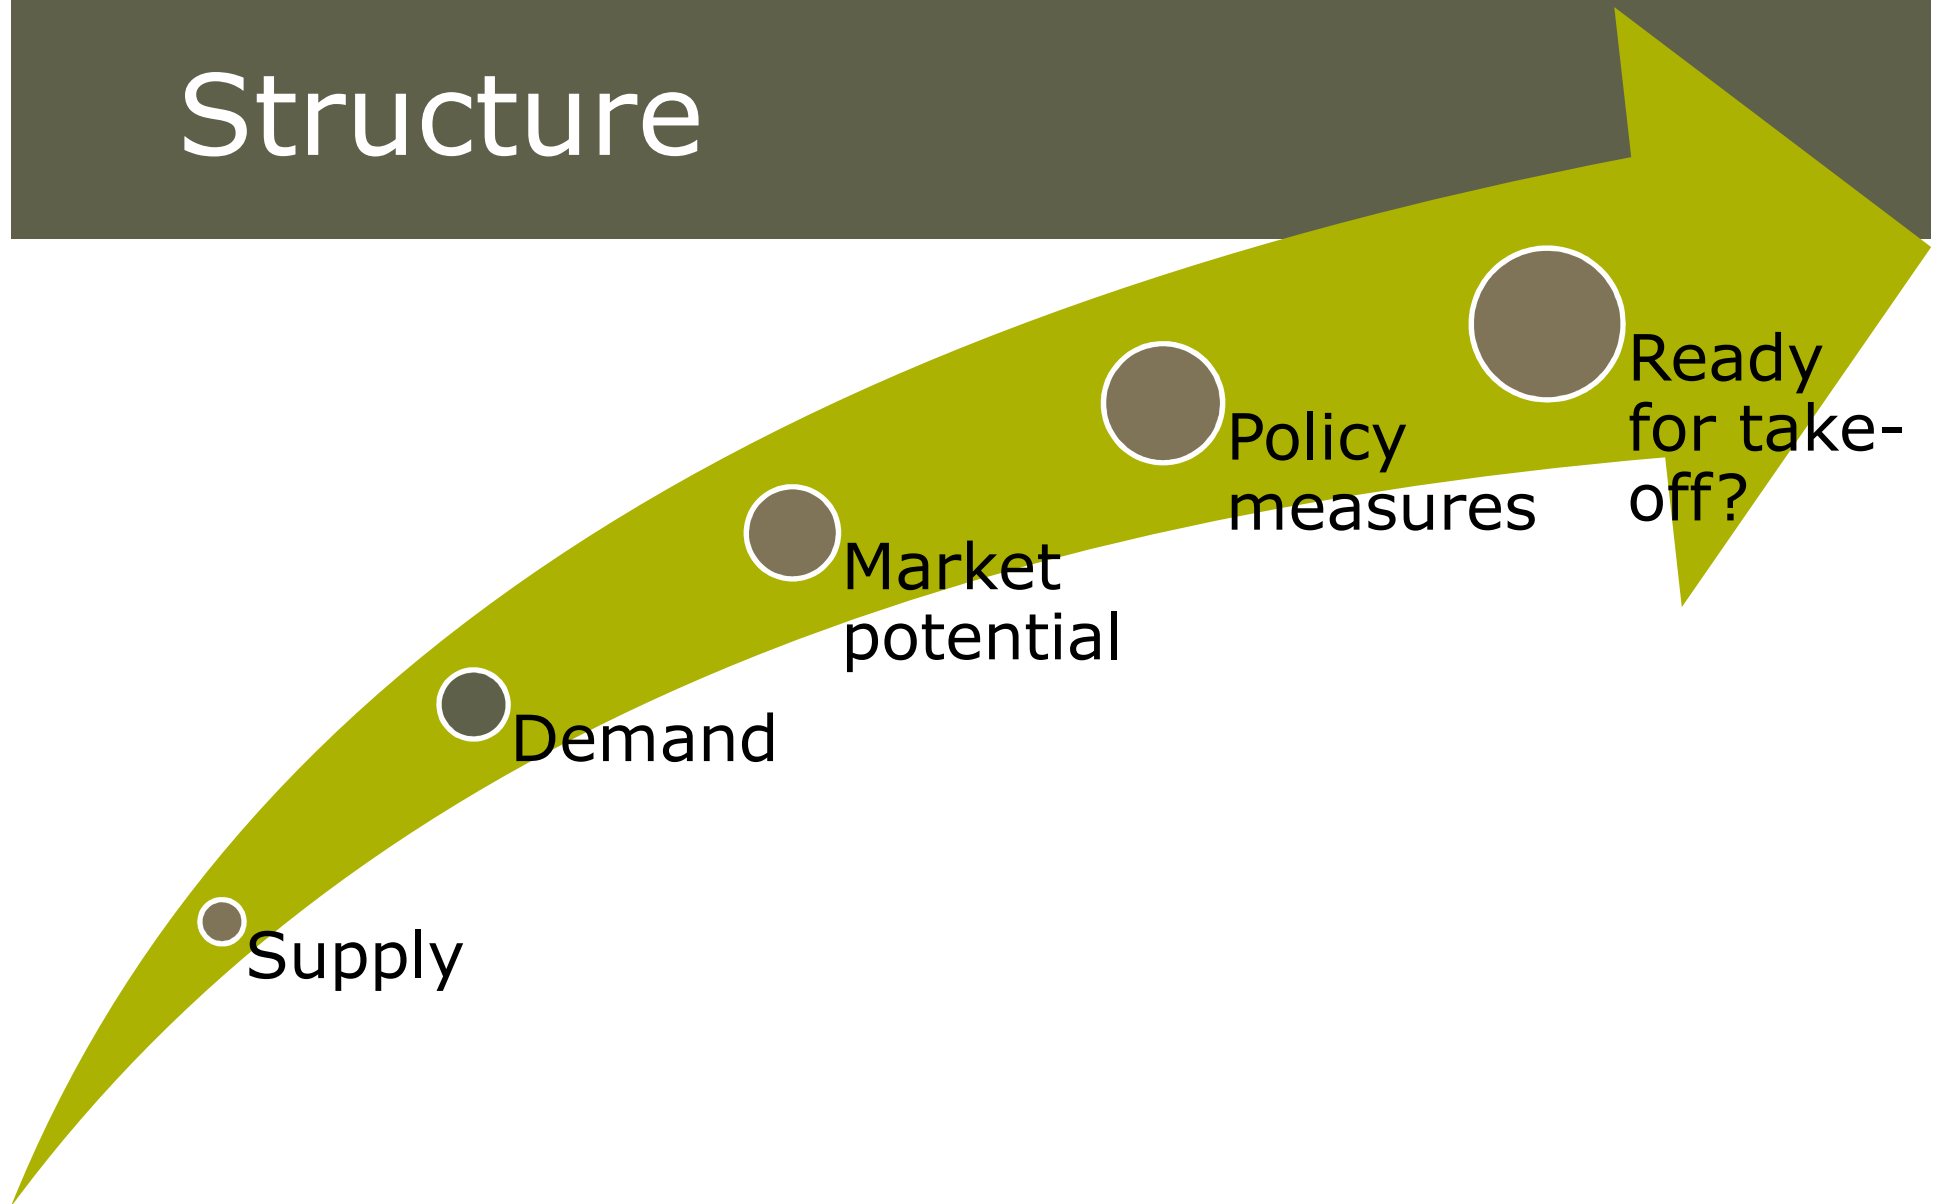 Structure
Supply
Demand
Market
potential
Policy
measures
Ready
for take-
off?